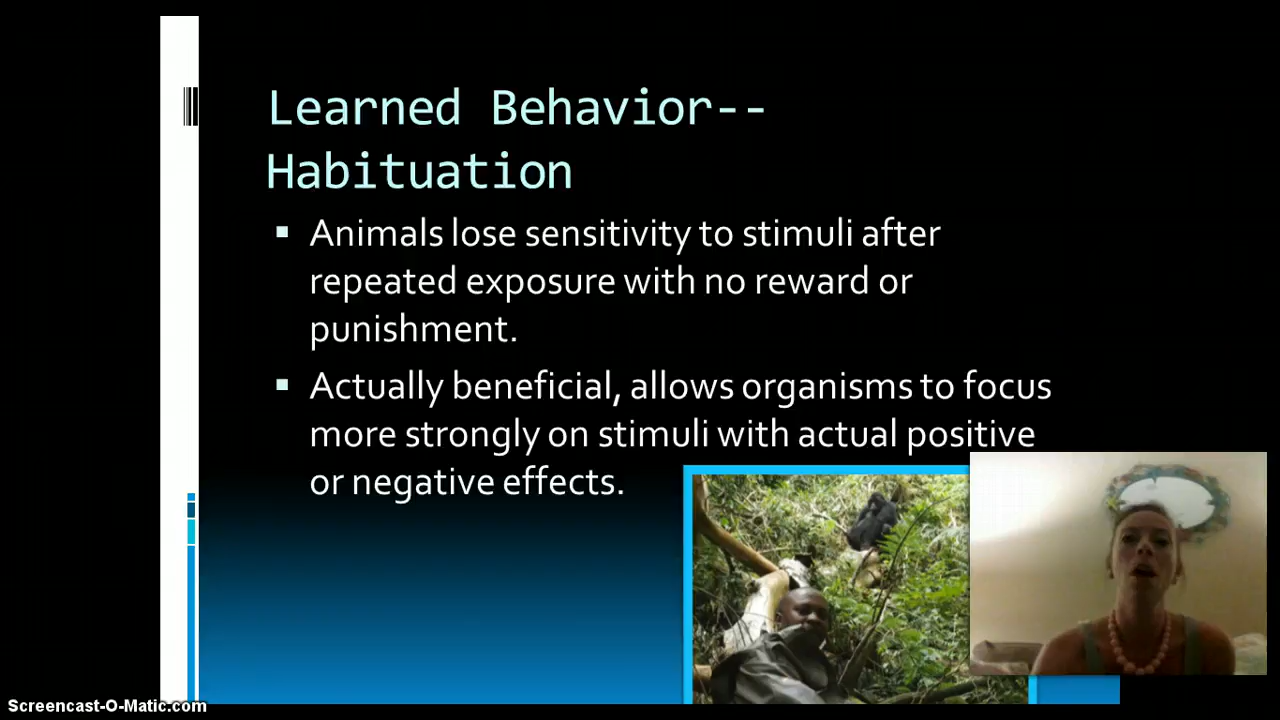 Learned Behavior--
Habituation
▪ Animals lose sensitivity to stimuli after
repeated exposure with no reward or
punishment.
▪ Actually beneficial, allows organisms to focus
more strongly on stimuli with actual positive
or negative effects.
Screencast-O-Matic.com